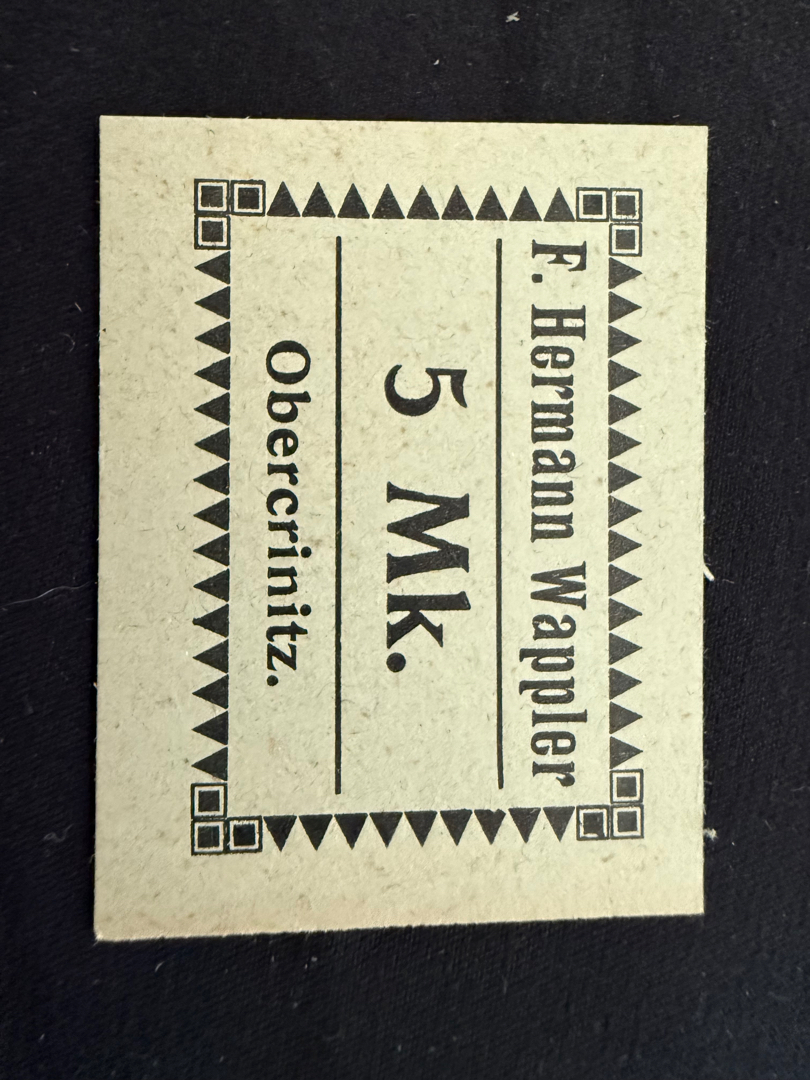 F. Hermann Wappler
5 Mk.
Obercrinitz.